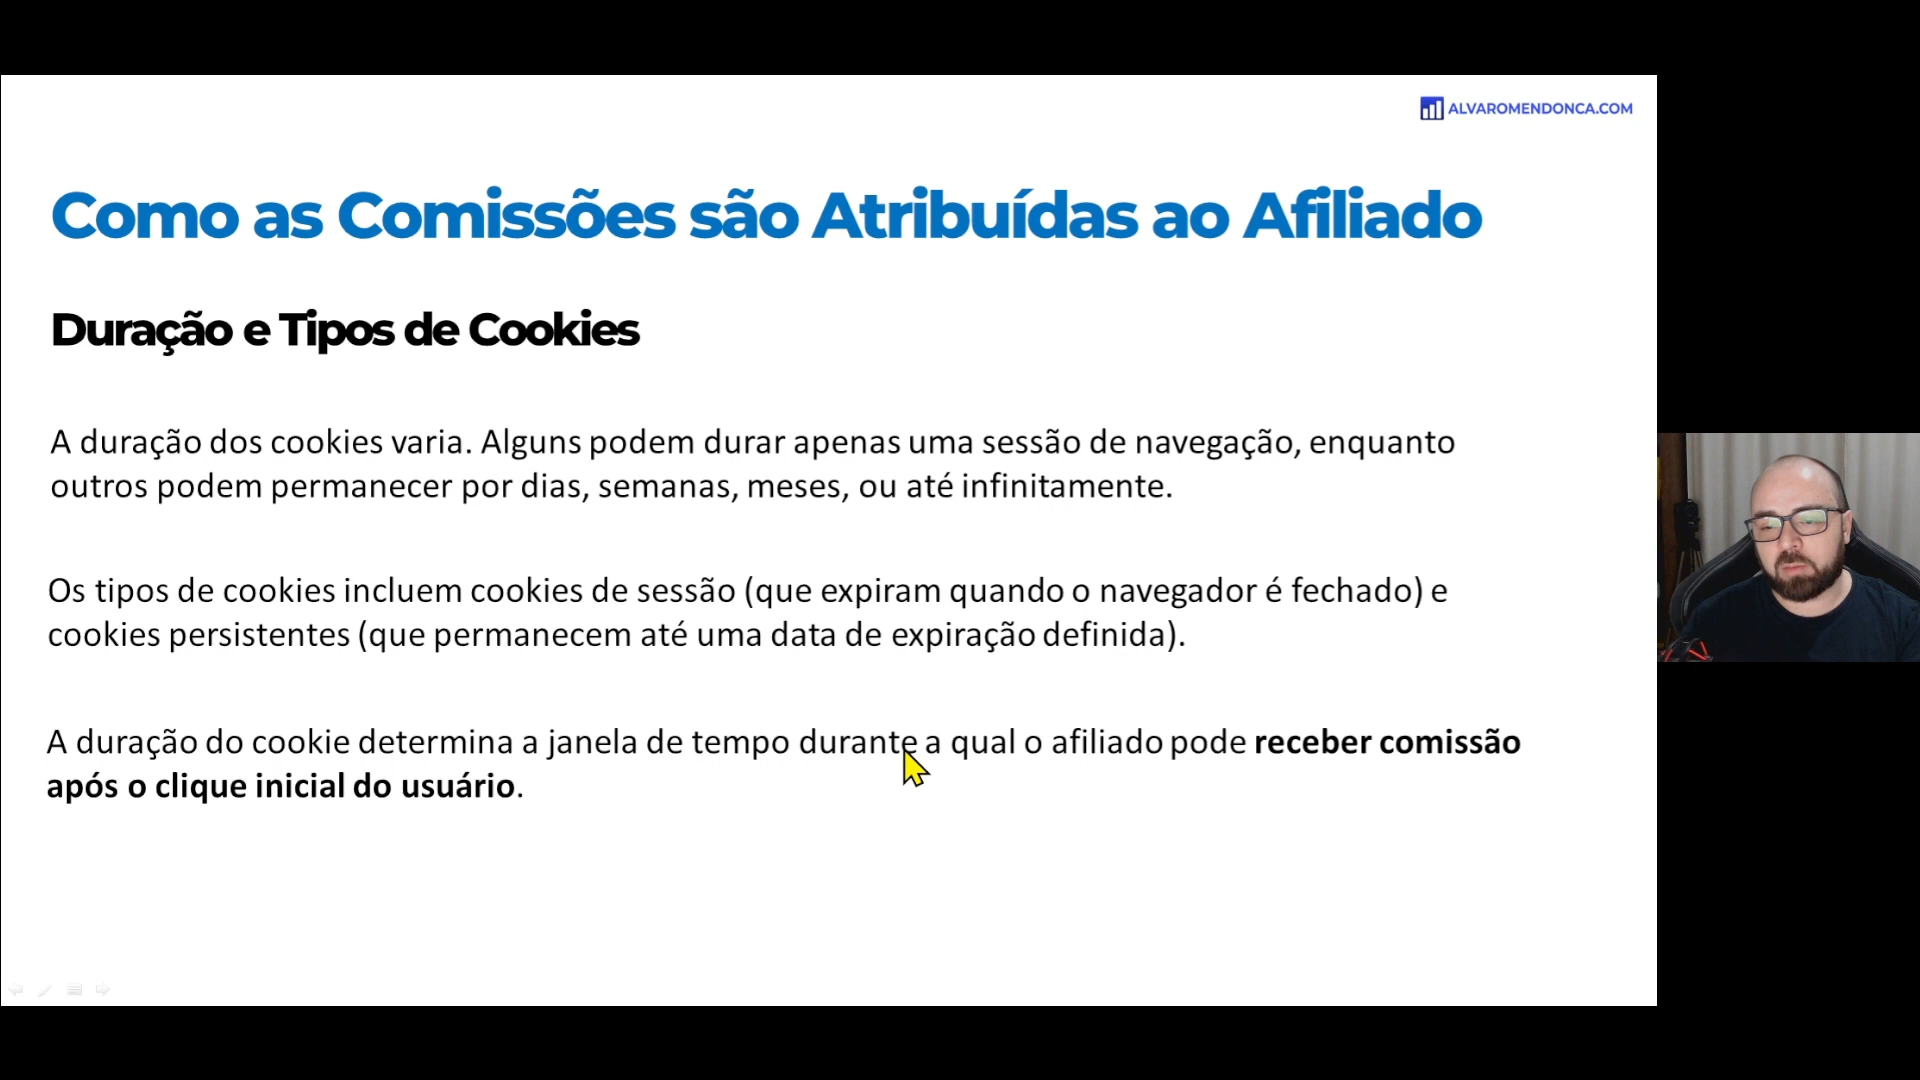 ALVAROMENDONCA.COM
Como as Comissões são Atribuídas ao Afiliado
Duração e Tipos de Cookies
A duração dos cookies varia. Alguns podem durar apenas uma sessão de navegação, enquanto
outros podem permanecer por dias, semanas, meses, ou até infinitamente.
Os tipos de cookies incluem cookies de sessão (que expiram quando o navegador é fechado) e
cookies persistentes (que permanecem até uma data de expiração definida).
A duração do cookie determina a janela de tempo durante a qual o afiliado pode receber comissão
após o clique inicial do usuário.